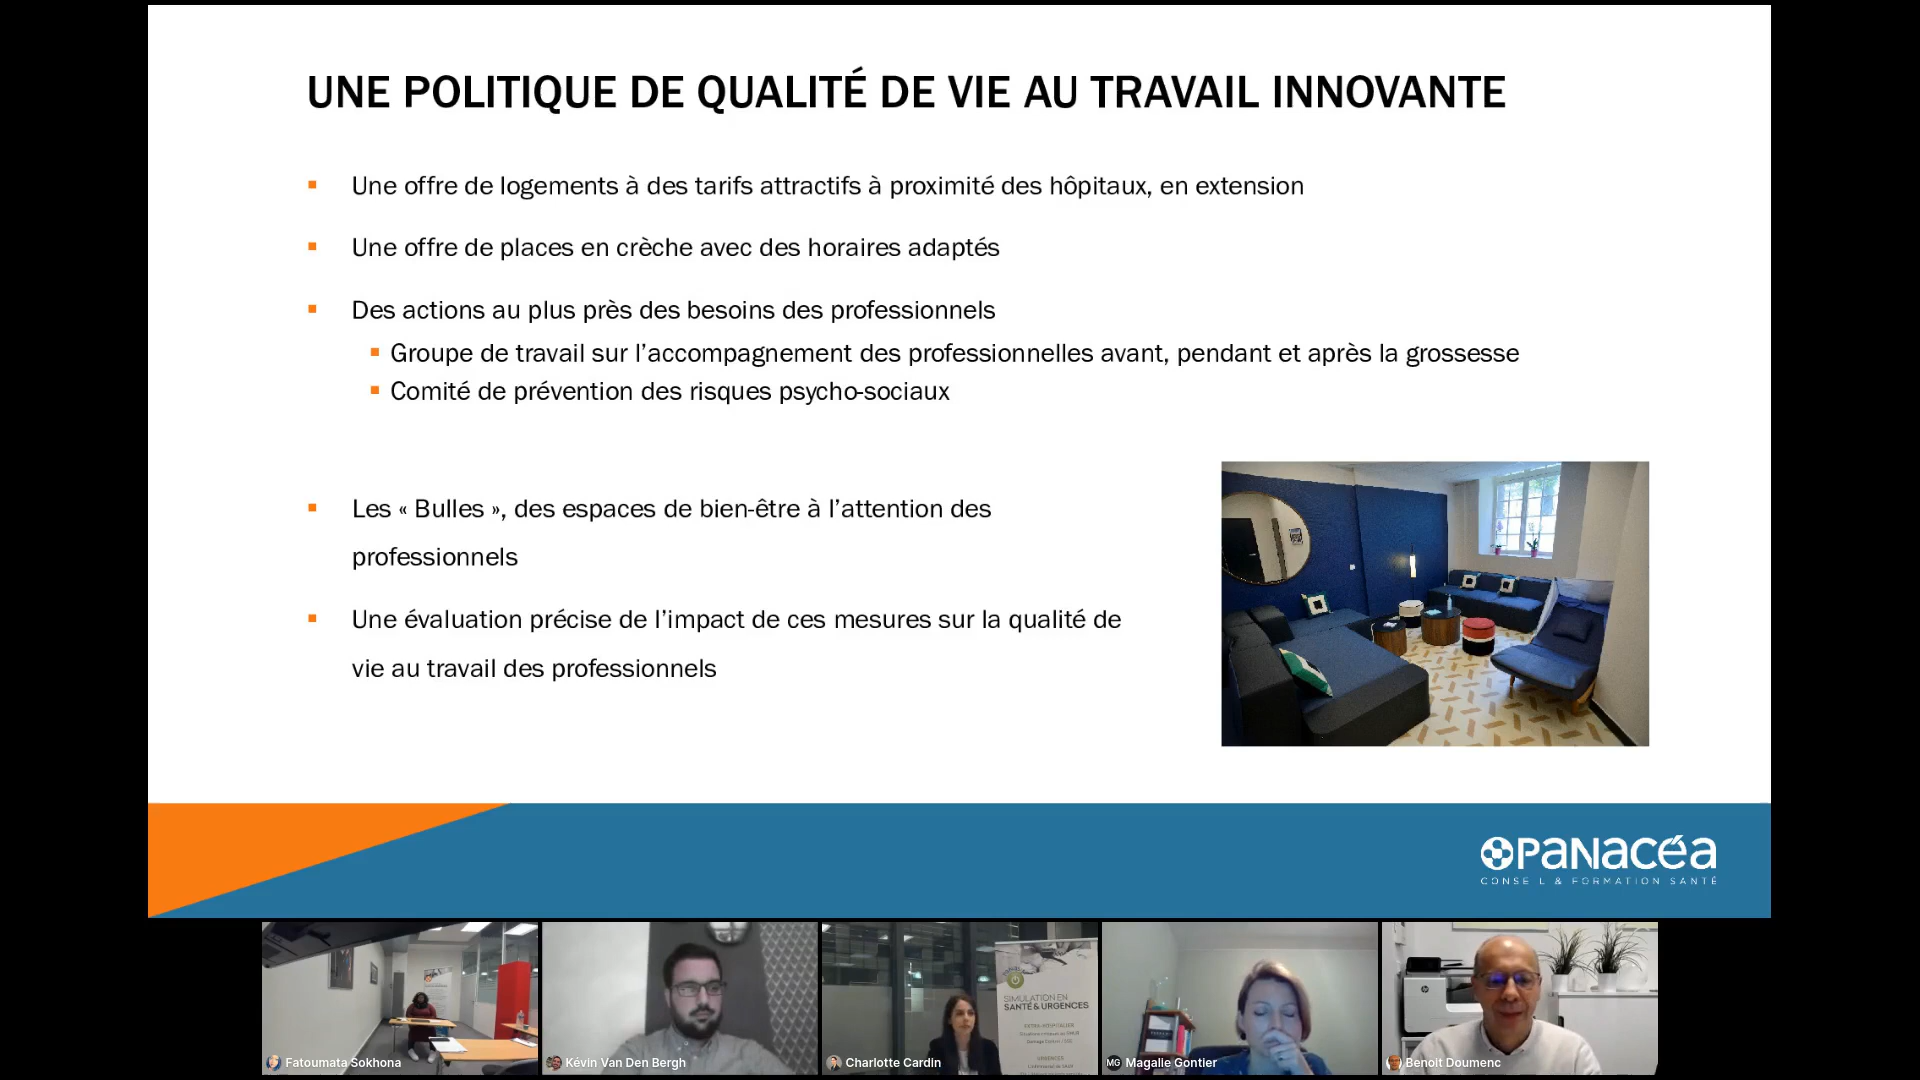 UNE POLITIQUE DE QUALITÉ DE VIE AU TRAVAIL INNOVANTE
Une offre de logements à des tarifs attractifs à proximité des hôpitaux, en extension
Une offre de places en crèche avec des horaires adaptés
Des actions au plus près des besoins des professionnels
Groupe de travail sur l’accompagnement des professionnelles avant, pendant et après la grossesse
Comité de prévention des risques psycho-sociaux
Les « Bulles », des espaces de bien-être à l’attention des
professionnels
Une évaluation précise de l’impact de ces mesures sur la qualité de
vie au travail des professionnels
PANACÉA
CONSEIL & FORMATION SANTÉ
SIMULATION EN
SANTÉ & URGENCES
EXTRA-HOSPITALIER
URGENCES
hp
Fatoumata Sokhona
Kévin Van Den Bergh
Charlotte Cardin
MG Magalie Gontier
Benoit Doumenc